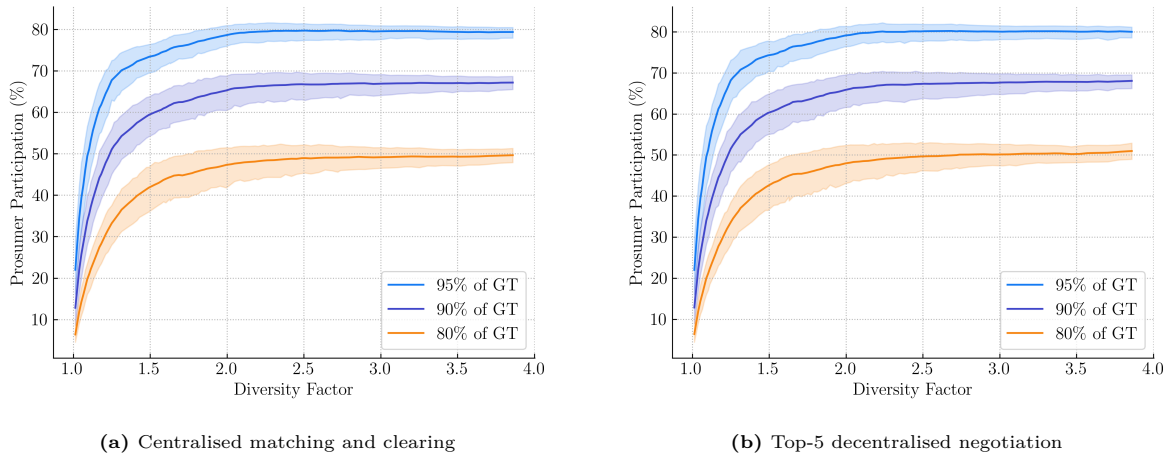 80
70
60
50
40
30
20
10
Prosumer Participation (%)
95% of GT
90% of GT
80% of GT
1.0 1.5 2.0 2.5 3.0 3.5 4.0
Diversity Factor
(a) Centralised matching and clearing
80
70
60
50
40
30
20
10
Prosumer Participation (%)
95% of GT
90% of GT
80% of GT
1.0 1.5 2.0 2.5 3.0 3.5 4.0
Diversity Factor
(b) Top-5 decentralised negotiation